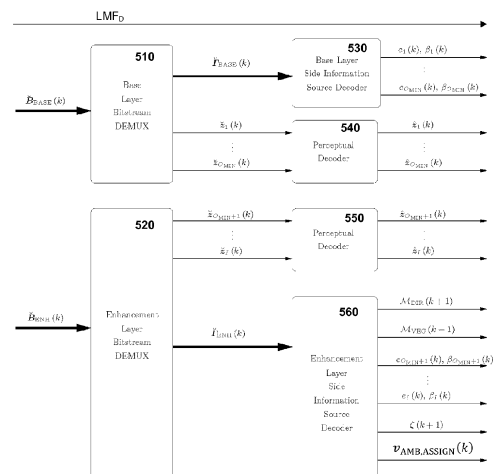 LMF_D
510
Base
Layer
Bitstream
DEMUX
B̆_BASE(k)
Γ̆_BASE(k)
530
Base Layer
Side Information
Source Decoder
e_1(k), β_1(k)
⋮
e_{O_MIN}(k), β_{O_MIN}(k)
z̆_1(k)
⋮
z̆_{O_MIN}(k)
540
Perceptual
Decoder
ẑ_1(k)
⋮
ẑ_{O_MIN}(k)
520
Enhancement
Layer
Bitstream
DEMUX
B̆_ENH(k)
z̆_{O_MIN+1}(k)
⋮
z̆_I(k)
550
Perceptual
Decoder
ẑ_{O_MIN+1}(k)
⋮
ẑ_I(k)
Γ̆_ENH(k)
560
Enhancement
Layer
Side
Information
Source
Decoder
M_DIR(k + 1)
M_VEC(k − 1)
e_{O_MIN+1}(k), β_{O_MIN+1}(k)
⋮
e_I(k), β_I(k)
ζ(k+1)
v_AMB,ASSIGN(k)